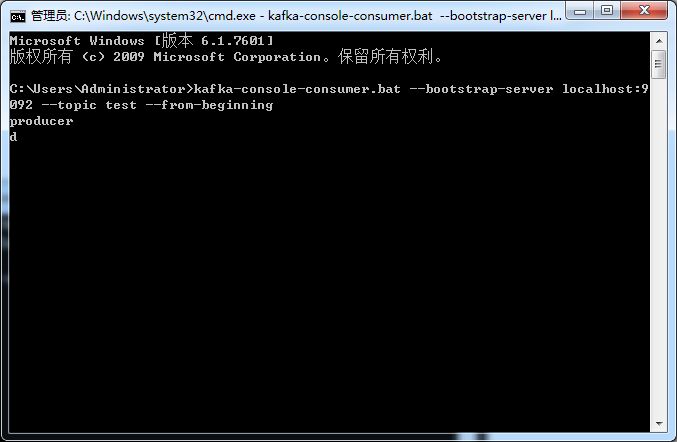 管理员: C:\Windows\system32\cmd.exe - kafka-console-consumer.bat  --bootstrap-server l...
Microsoft Windows [版本 6.1.7601]
版权所有 (c) 2009 Microsoft Corporation。保留所有权利。
C:\Users\Administrator>kafka-console-consumer.bat --bootstrap-server localhost:9
092 --topic test --from-beginning
producer
d